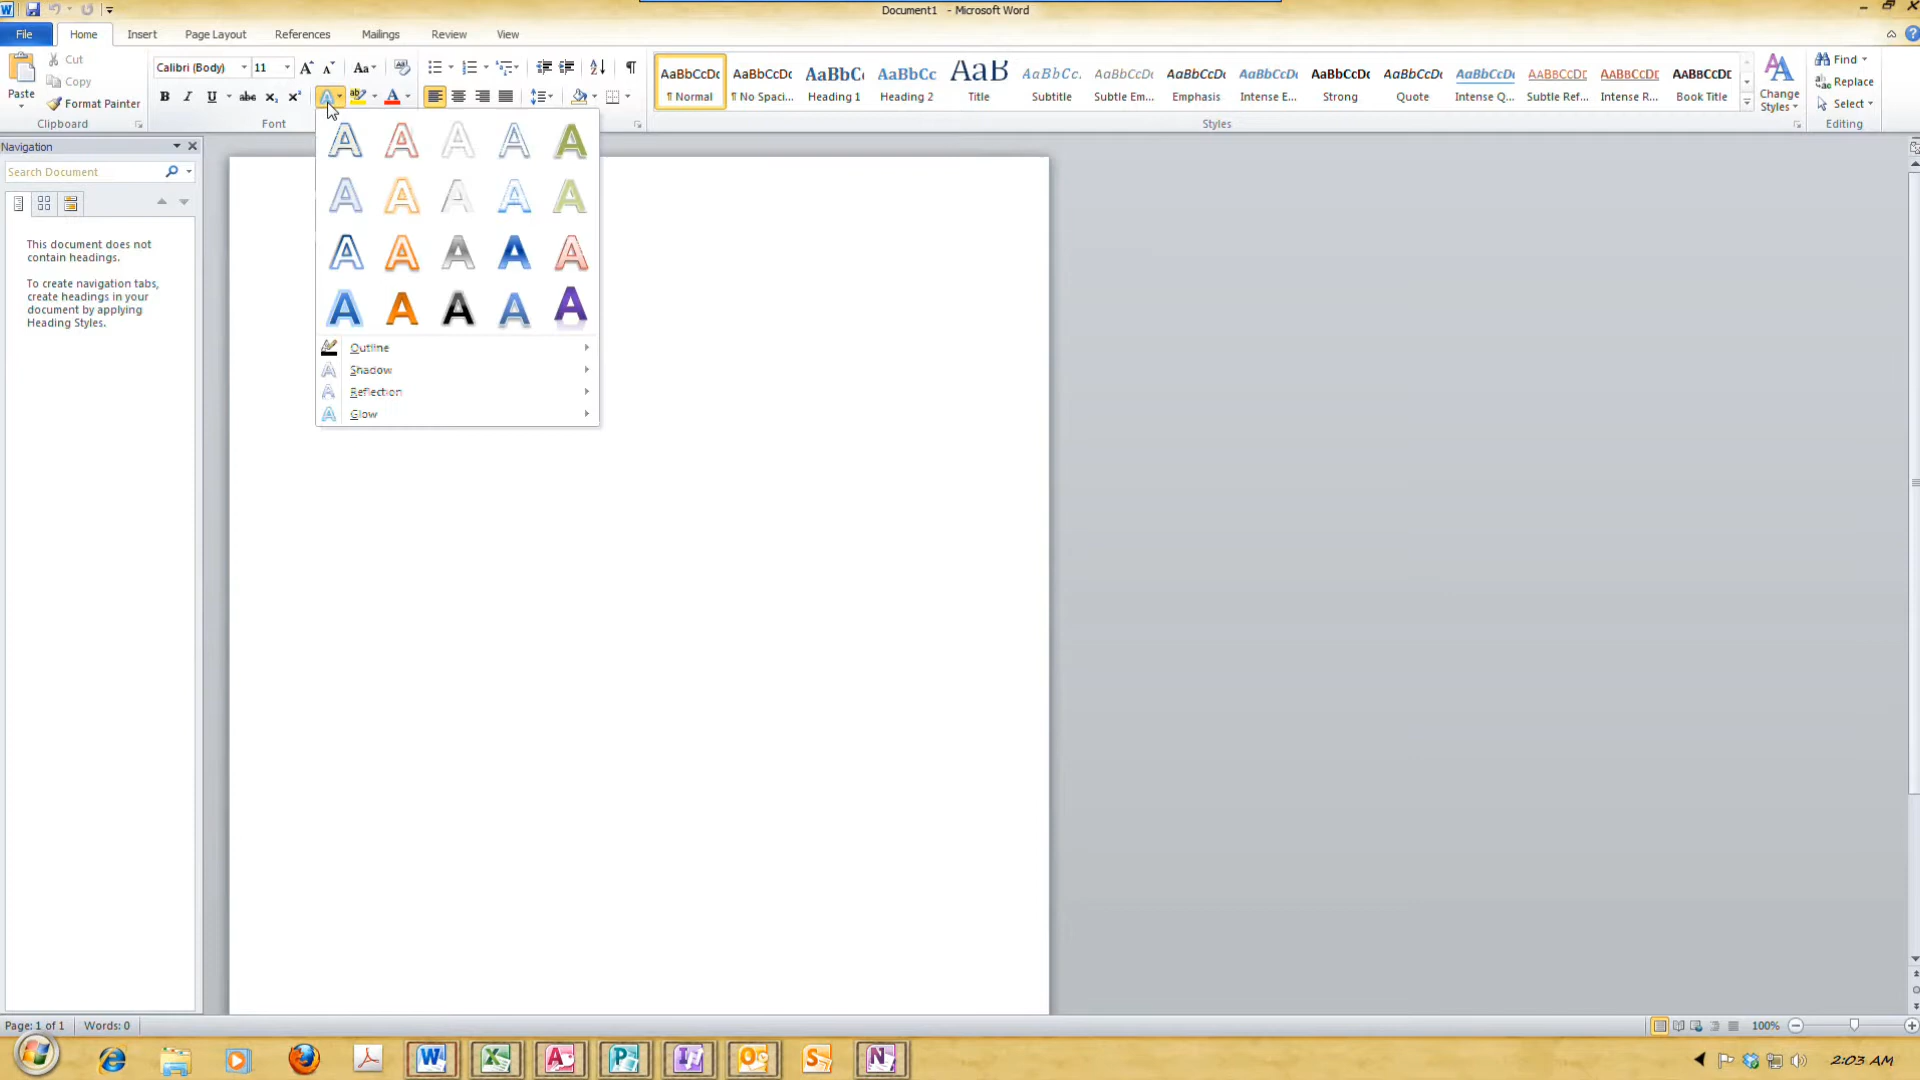 Document1 - Microsoft Word
File Home Insert Page Layout References Mailings Review View
Paste
Cut
Copy
Format Painter
Clipboard
Calibri (Body) 11 Aa
B I U abc x₂ x²
Font
AaBbCcDc AaBbCcDc AaBbC AaBbCc AaB AaBbCc. AaBbCcDc AaBbCcDc AaBbCcDc AaBbCcDc AaBbCcDc AaBbCcDc AABBCCDC AABBCCDC AABBCCDC
¶ Normal ¶ No Spaci... Heading 1 Heading 2 Title Subtitle Subtle Em... Emphasis Intense E... Strong Quote Intense Q... Subtle Ref... Intense R... Book Title
Styles
Change
Styles
Find
Replace
Select
Editing
Navigation
Search Document
This document does not
contain headings.
To create navigation tabs,
create headings in your
document by applying
Heading Styles.
A A A A A
A A A A A
A A A A A
A A A A A
Outline
Shadow
Reflection
Glow
Page: 1 of 1 Words: 0
100%
2:03 AM